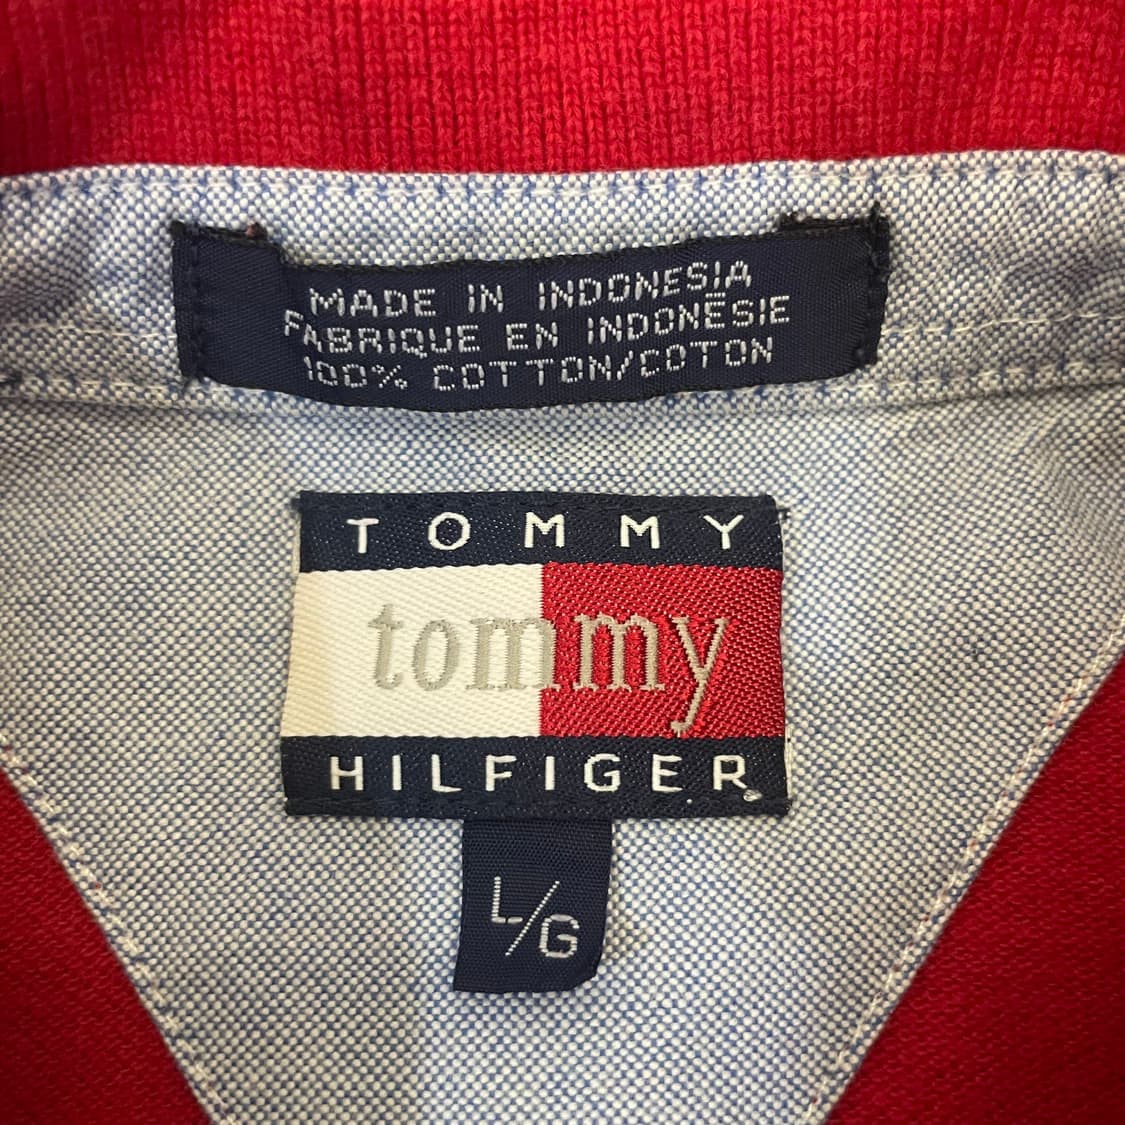 MADE IN INDONESIA
FABRIQUE EN INDONÉSIE
100% COTTON/COTON
TOMMY
tommy
HILFIGER
L/G